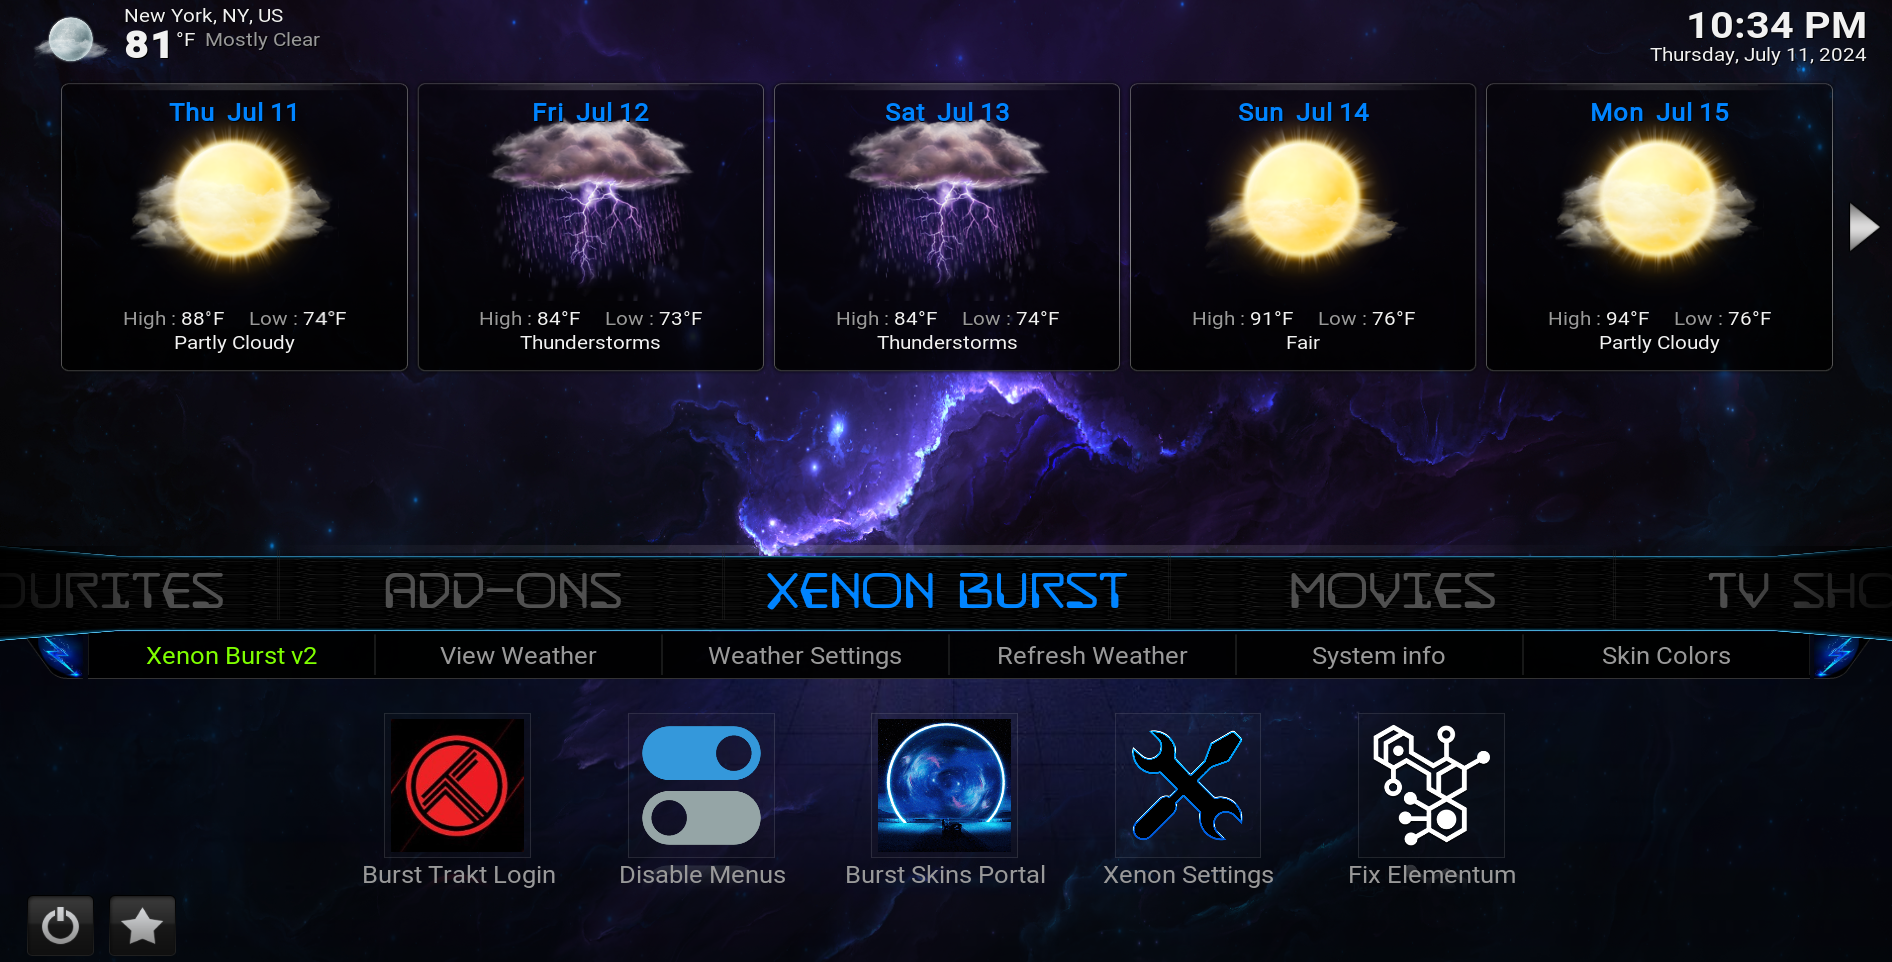 New York, NY, US
81°F Mostly Clear
10:34 PM
Thursday, July 11, 2024
Thu Jul 11
High : 88°F Low : 74°F
Partly Cloudy
Fri Jul 12
High : 84°F Low : 73°F
Thunderstorms
Sat Jul 13
High : 84°F Low : 74°F
Thunderstorms
Sun Jul 14
High : 91°F Low : 76°F
Fair
Mon Jul 15
High : 94°F Low : 76°F
Partly Cloudy
OURITES ADD-ONS XENON BURST MOVIES TV SHO
Xenon Burst v2 View Weather Weather Settings Refresh Weather System info Skin Colors
Burst Trakt Login Disable Menus Burst Skins Portal Xenon Settings Fix Elementum